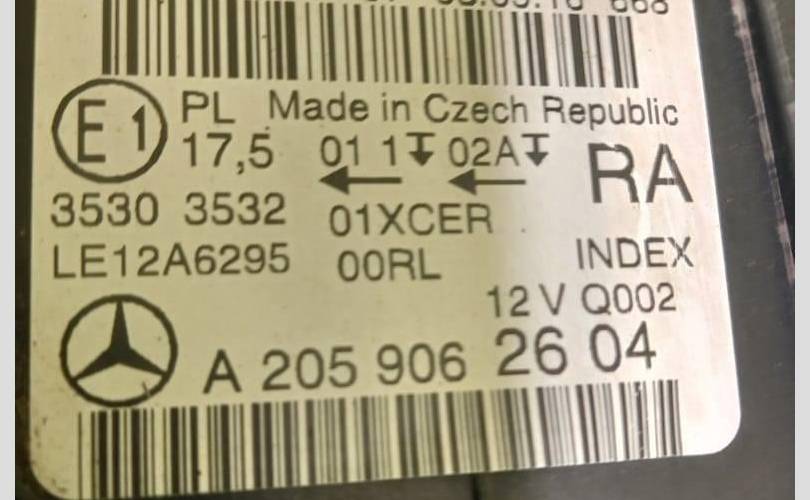 E1 PL Made in Czech Republic
17,5 01 1 02A RA
3530 3532 01XCER
LE12A6295 00RL INDEX
12 V Q002
A 205 906 26 04